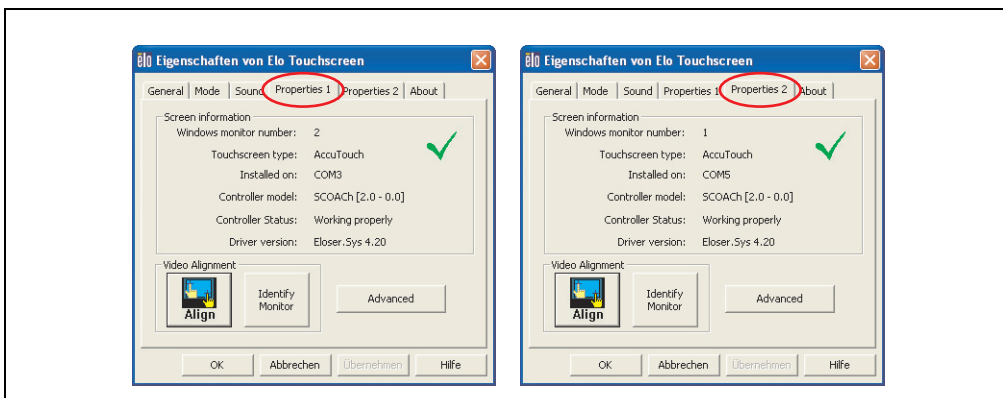 elo Eigenschaften von Elo Touchscreen
General Mode Sound Properties 1 Properties 2 About
Screen information
Windows monitor number: 2
Touchscreen type: AccuTouch
Installed on: COM3
Controller model: SCOACh [2.0 - 0.0]
Controller Status: Working properly
Driver version: Eloser.Sys 4.20
Video Alignment
Align
Identify
Monitor
Advanced
OK Abbrechen Übernehmen Hilfe
elo Eigenschaften von Elo Touchscreen
General Mode Sound Properties 1 Properties 2 About
Screen information
Windows monitor number: 1
Touchscreen type: AccuTouch
Installed on: COM5
Controller model: SCOACh [2.0 - 0.0]
Controller Status: Working properly
Driver version: Eloser.Sys 4.20
Video Alignment
Align
Identify
Monitor
Advanced
OK Abbrechen Übernehmen Hilfe